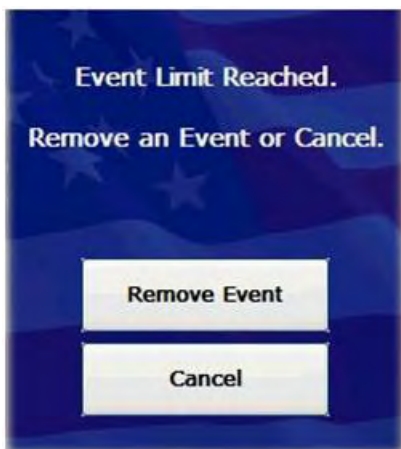 Event Limit Reached.
Remove an Event or Cancel.
Remove Event
Cancel